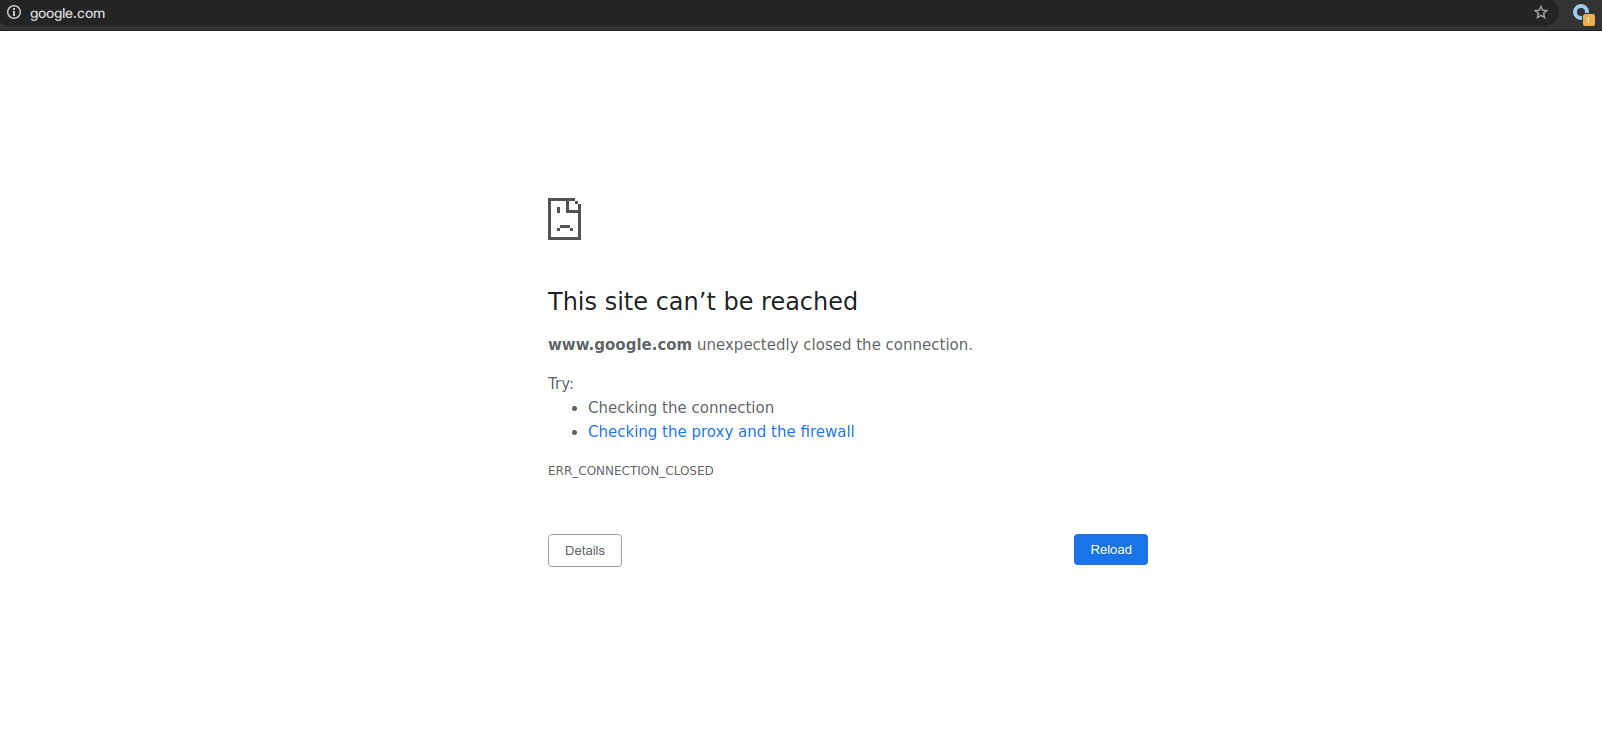 google.com
1
This site can’t be reached
www.google.com unexpectedly closed the connection.
Try:
Checking the connection
Checking the proxy and the firewall
ERR_CONNECTION_CLOSED
Details
Reload